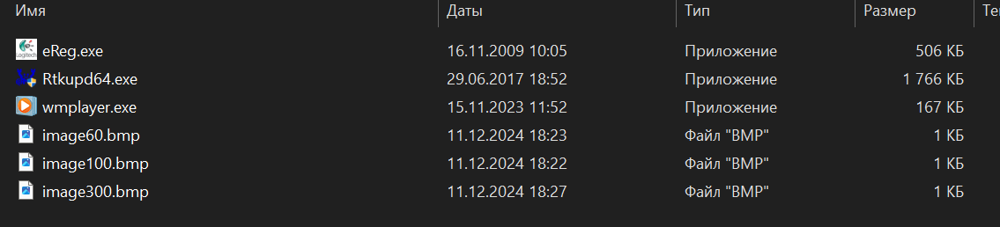 Имя Даты Тип Размер Те
Logitech eReg.exe 16.11.2009 10:05 Приложение 506 КБ
Rtkupd64.exe 29.06.2017 18:52 Приложение 1 766 КБ
wmplayer.exe 15.11.2023 11:52 Приложение 167 КБ
image60.bmp 11.12.2024 18:23 Файл "BMP" 1 КБ
image100.bmp 11.12.2024 18:22 Файл "BMP" 1 КБ
image300.bmp 11.12.2024 18:27 Файл "BMP" 1 КБ